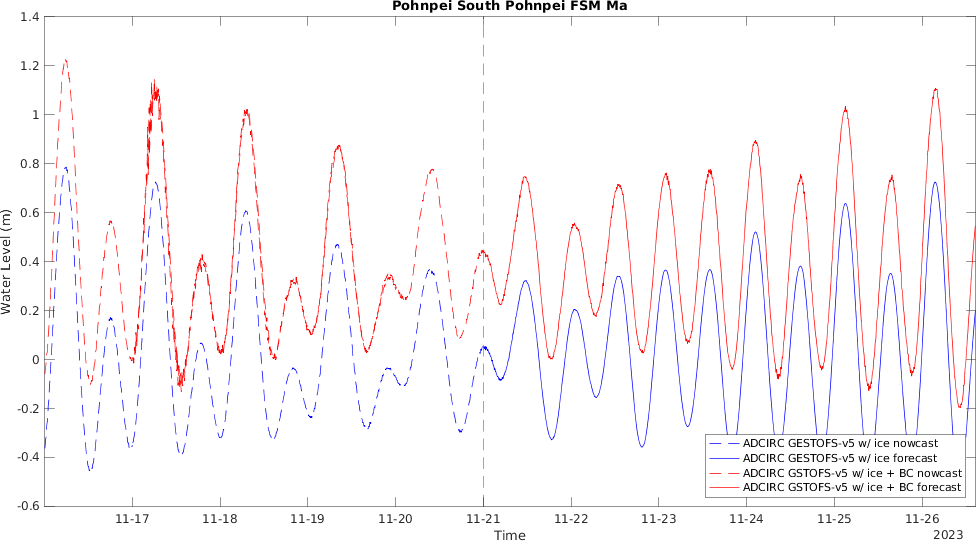 Pohnpei South Pohnpei FSM Ma
1.4
1.2
1
0.8
0.6
0.4
0.2
0
-0.2
-0.4
-0.6
Water Level (m)
ADCIRC GESTOFS-v5 w/ ice nowcast
ADCIRC GESTOFS-v5 w/ ice forecast
ADCIRC GSTOFS-v5 w/ ice + BC nowcast
ADCIRC GSTOFS-v5 w/ ice + BC forecast
11-17 11-18 11-19 11-20 11-21 11-22 11-23 11-24 11-25 11-26
Time
2023